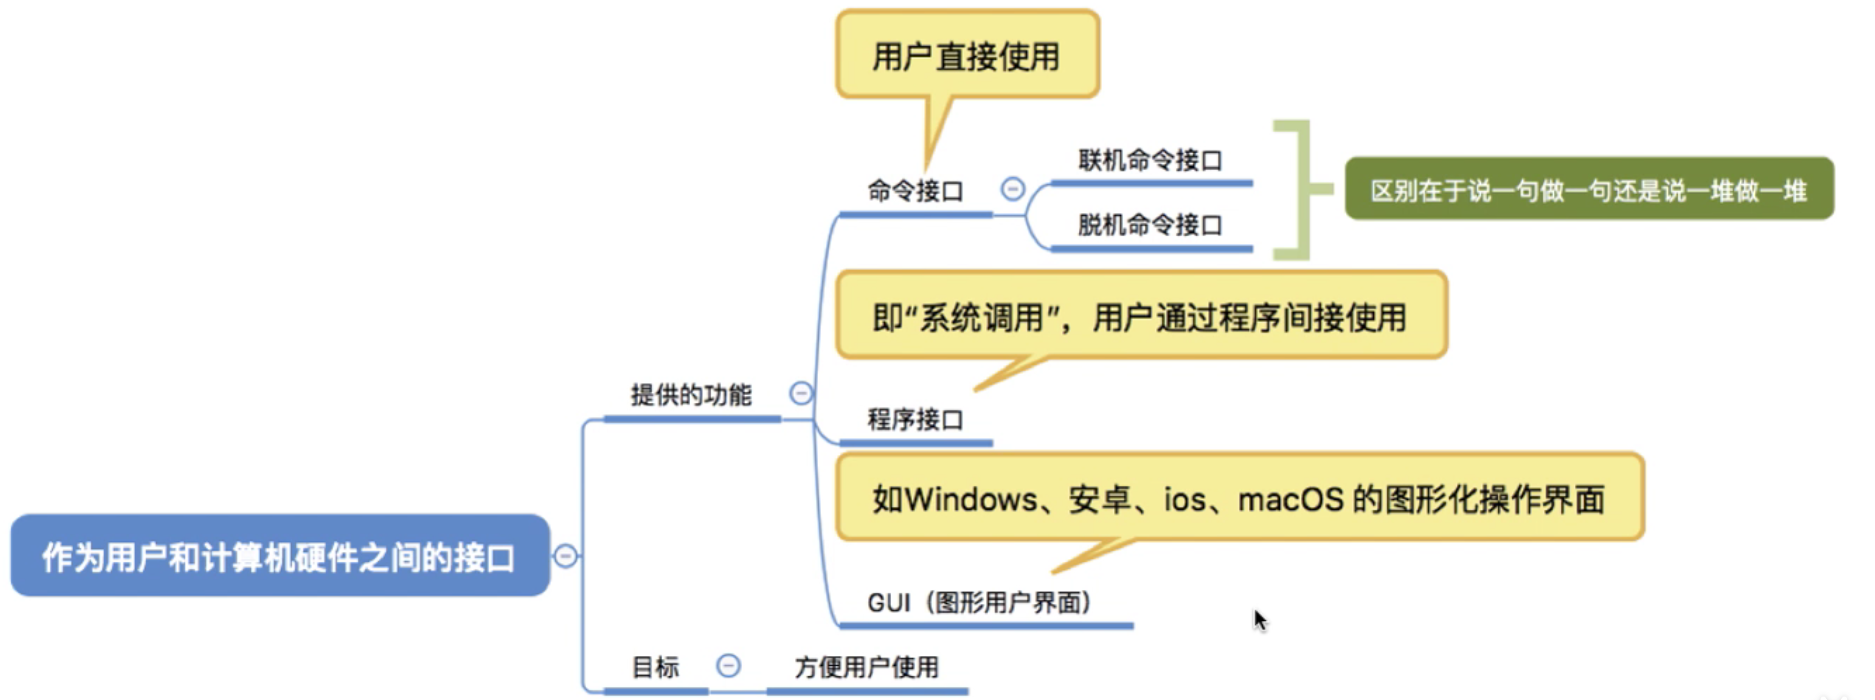 用户直接使用
联机命令接口
命令接口
区别在于说一句做一句还是说一堆做一堆
脱机命令接口
即“系统调用”，用户通过程序间接使用
提供的功能
程序接口
如Windows、安卓、ios、macOS 的图形化操作界面
作为用户和计算机硬件之间的接口
GUI（图形用户界面）
目标
方便用户使用